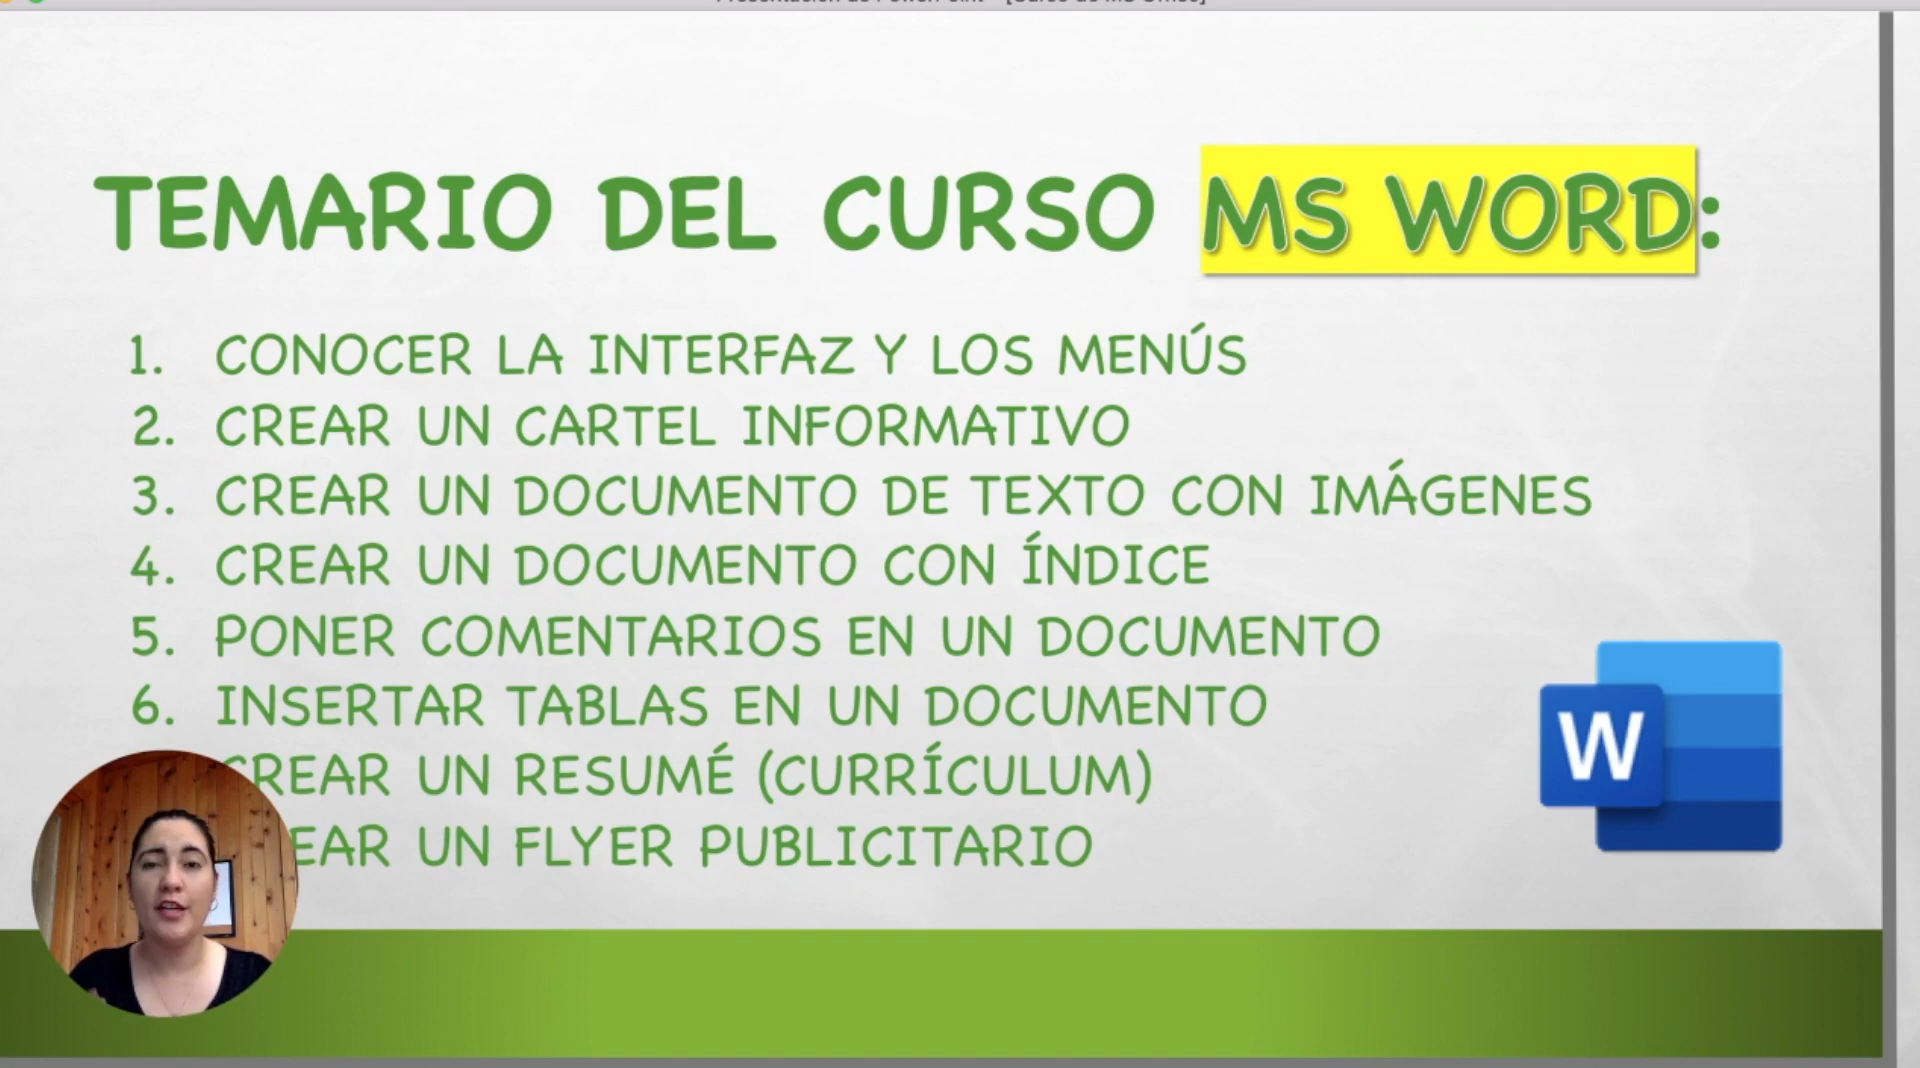 TEMARIO DEL CURSO MS WORD:
1. CONOCER LA INTERFAZ Y LOS MENÚS
2. CREAR UN CARTEL INFORMATIVO
3. CREAR UN DOCUMENTO DE TEXTO CON IMÁGENES
4. CREAR UN DOCUMENTO CON ÍNDICE
5. PONER COMENTARIOS EN UN DOCUMENTO
6. INSERTAR TABLAS EN UN DOCUMENTO
CREAR UN RESUMÉ (CURRÍCULUM)
EAR UN FLYER PUBLICITARIO
W